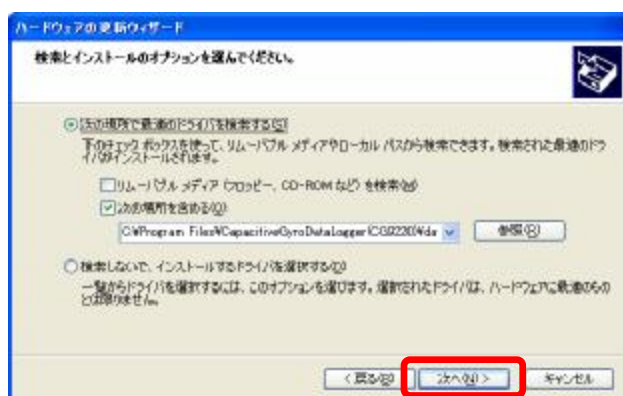 ハードウェアの更新ウィザード
検索とインストールのオプションを選んでください。
次の場所で最適のドライバを検索する(S)
下のチェック ボックスを使って、リムーバブル メディアやローカル パスから検索できます。検索された最適のドラ
イバがインストールされます。
リムーバブル メディア (フロッピー、CD-ROM など) を検索(M)
次の場所を含める(O)
C:¥Program Files¥CapacitiveGyroDataLogger(CG9220)¥da
参照(R)
検索しないで、インストールするドライバを選択する(D)
一覧からドライバを選択するには、このオプションを選びます。選択されたドライバは、ハードウェアに最適のもの
とは限りません。
< 戻る(B)
次へ(N) >
キャンセル